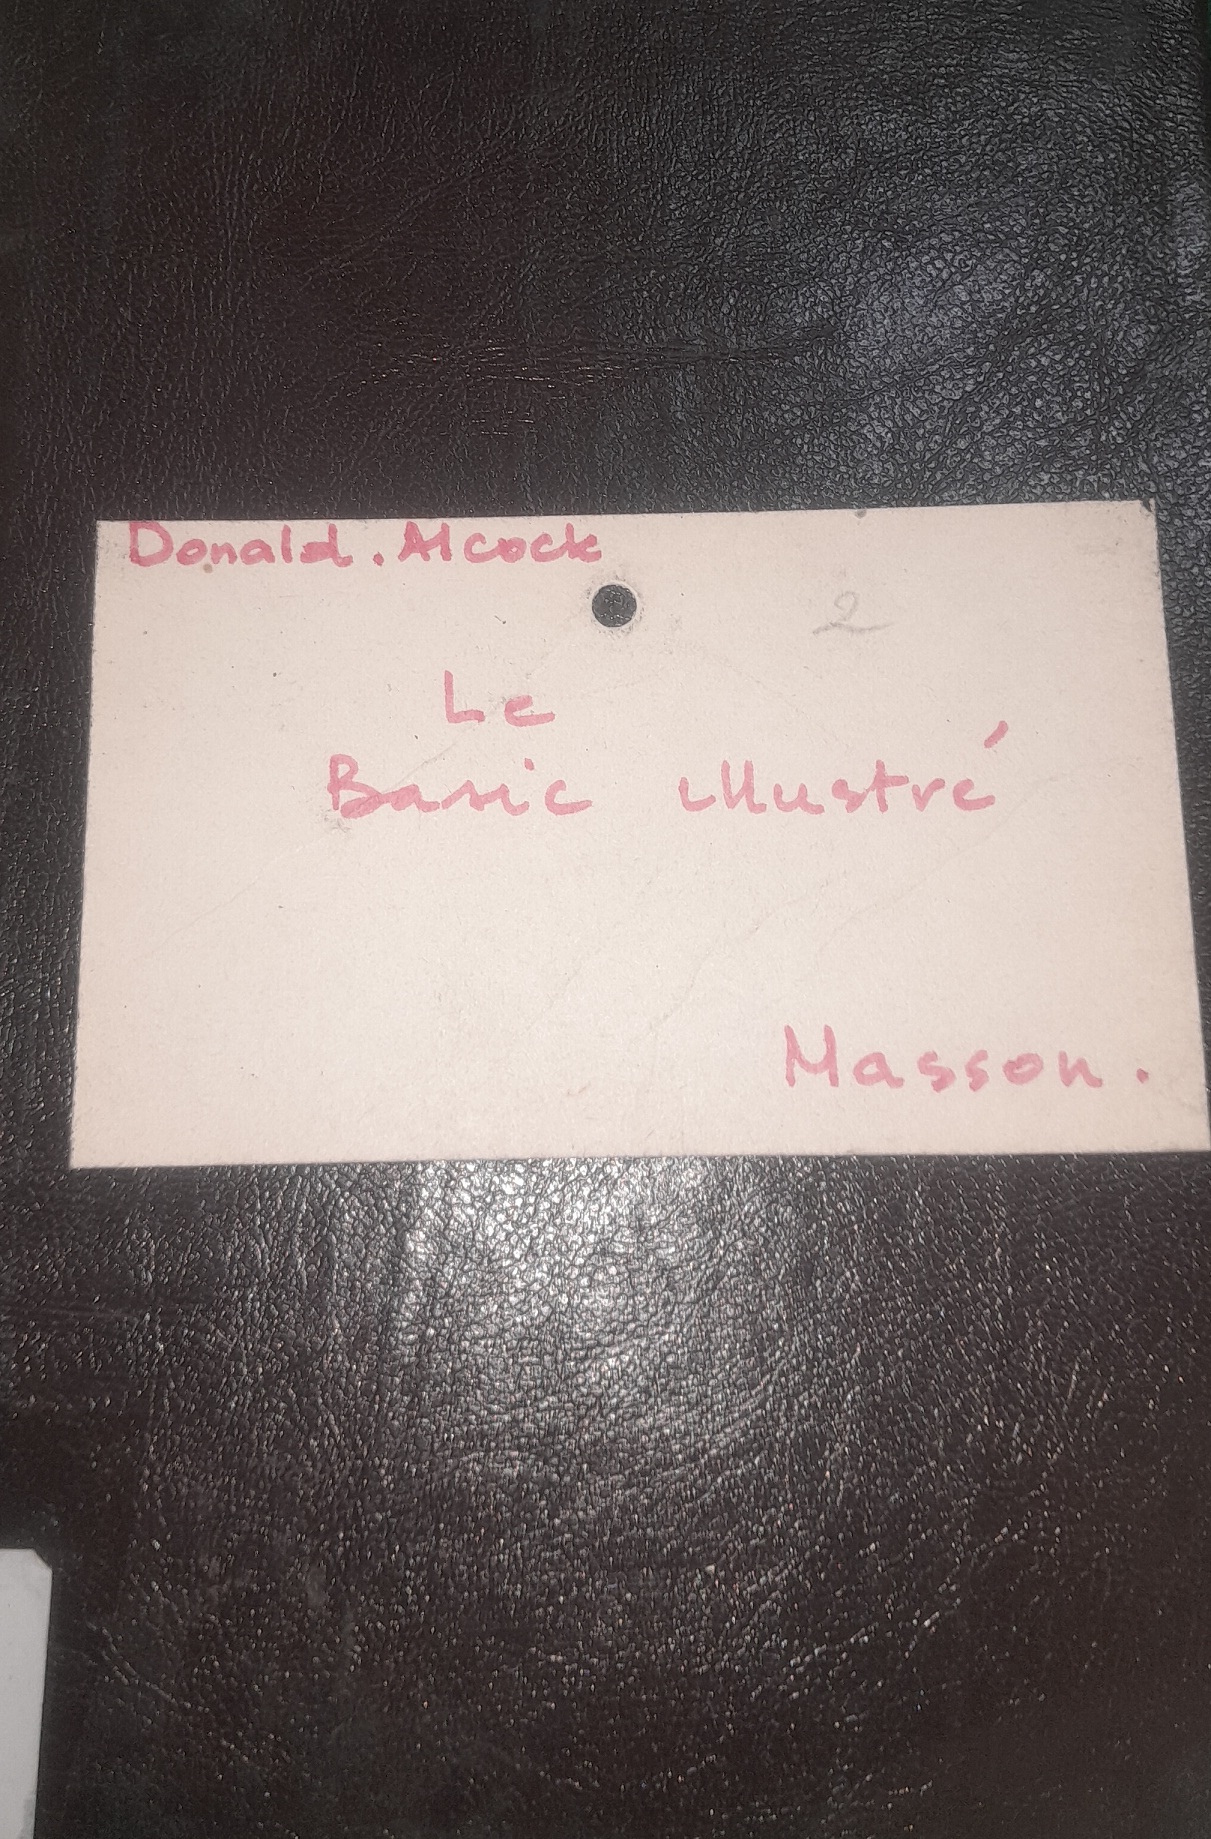 Donald. Alcock
2
Le
Basic illustré
Masson.